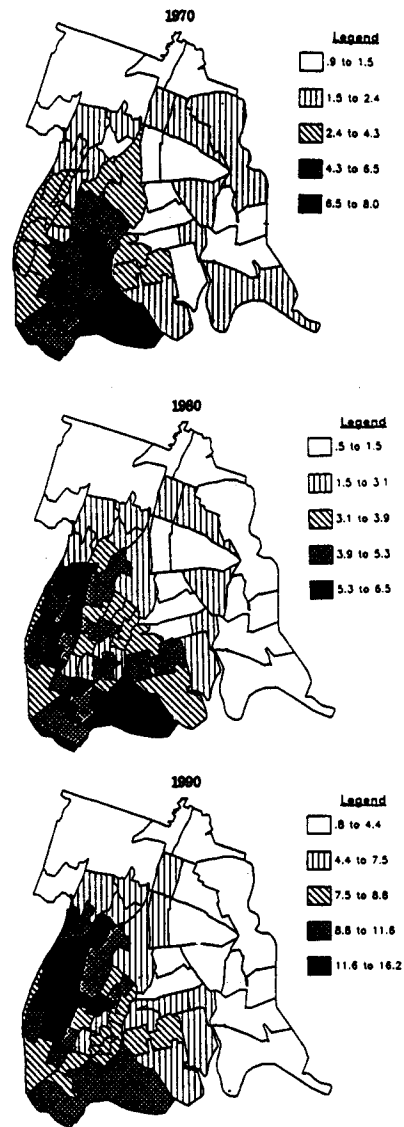 1970
Legend
.9 to 1.5
1.5 to 2.4
2.4 to 4.3
4.3 to 6.5
6.5 to 8.0
1980
Legend
.5 to 1.5
1.5 to 3.1
3.1 to 3.9
3.9 to 5.3
5.3 to 6.5
1990
Legend
.8 to 4.4
4.4 to 7.5
7.5 to 8.8
8.8 to 11.6
11.6 to 16.2